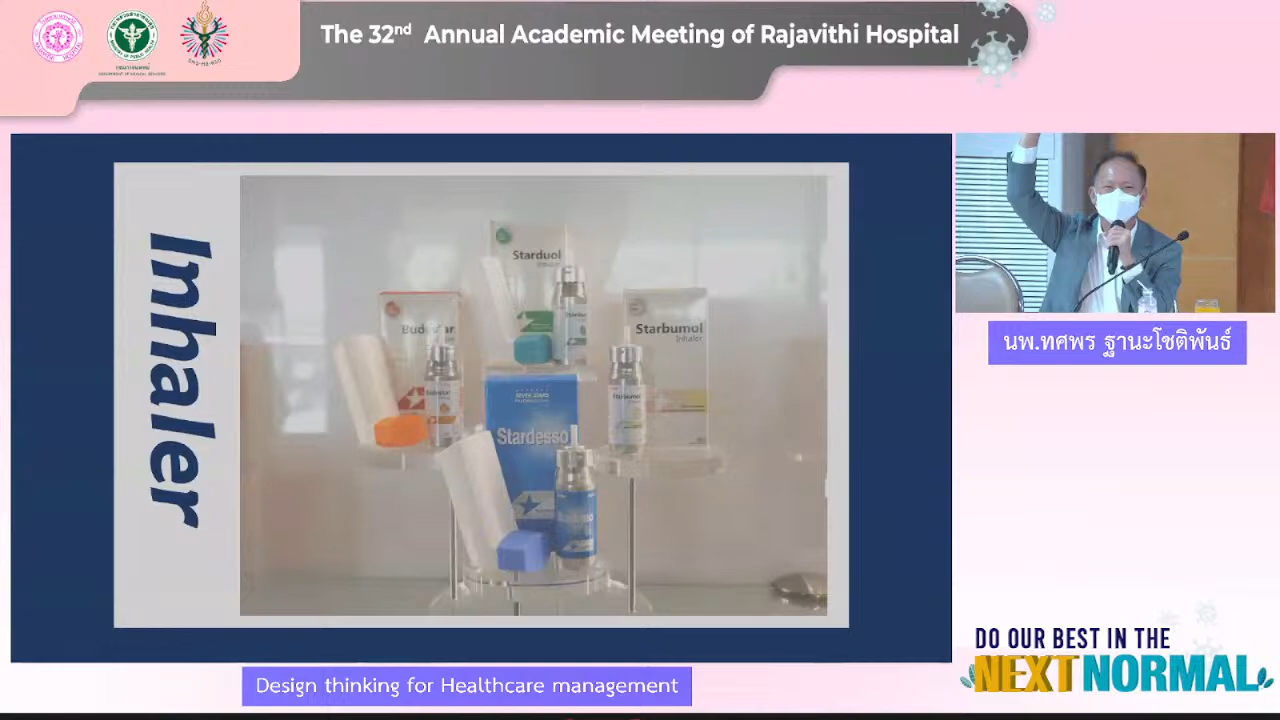 The 32nd Annual Academic Meeting of Rajavithi Hospital
Inhaler
Starduol
Inhaler
Starbumol
Inhaler
Stardesso
นพ.ทศพร ฐานะโชติพันธ์
Design thinking for Healthcare management
DO OUR BEST IN THE
NEXT NORMAL